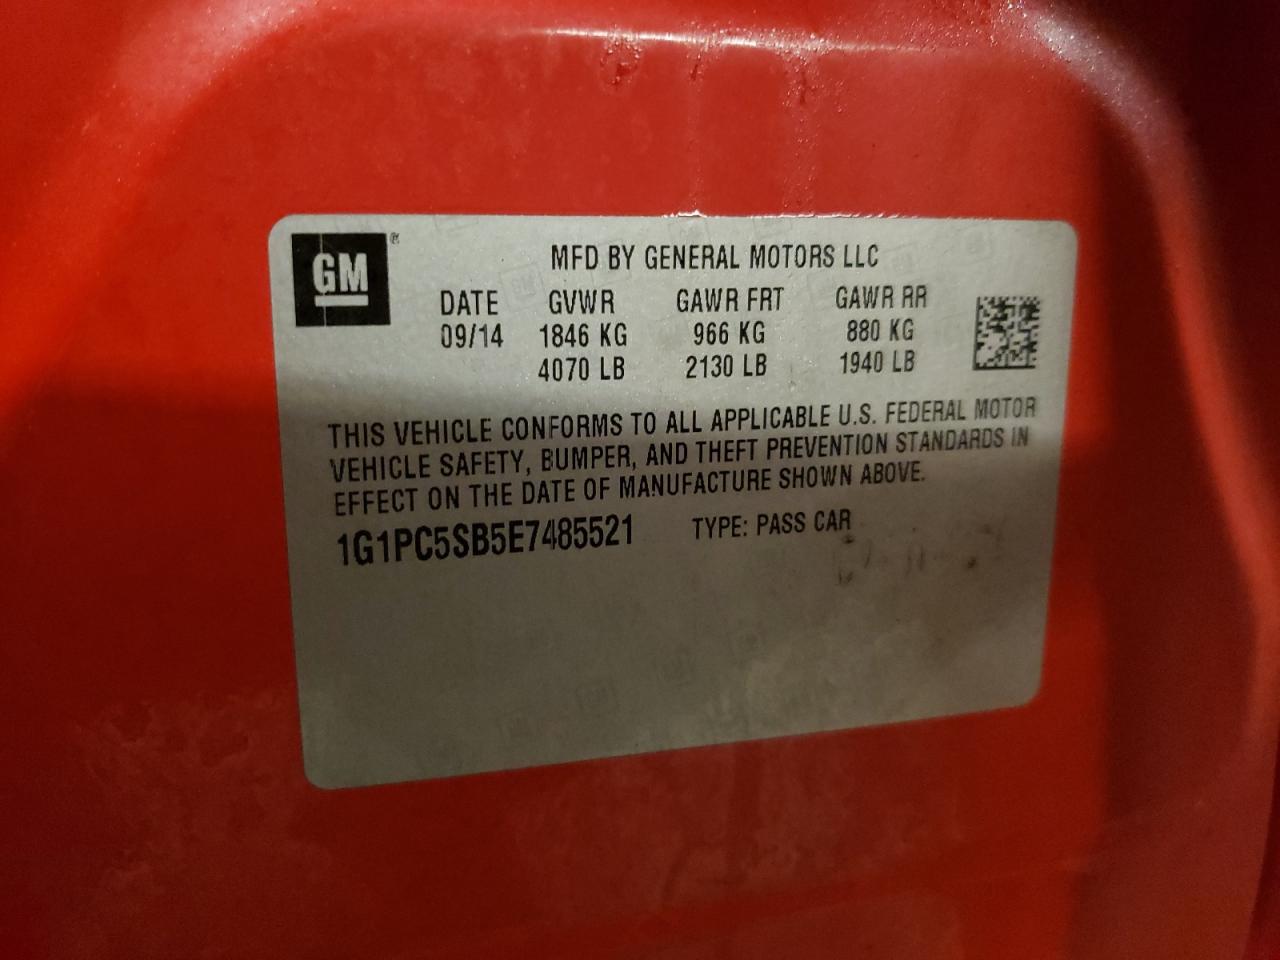 GM ®
MFD BY GENERAL MOTORS LLC
DATE GVWR GAWR FRT GAWR RR
09/14 1846 KG 966 KG 880 KG
4070 LB 2130 LB 1940 LB
THIS VEHICLE CONFORMS TO ALL APPLICABLE U.S. FEDERAL MOTOR
VEHICLE SAFETY, BUMPER, AND THEFT PREVENTION STANDARDS IN
EFFECT ON THE DATE OF MANUFACTURE SHOWN ABOVE.
1G1PC5SB5E7485521 TYPE: PASS CAR